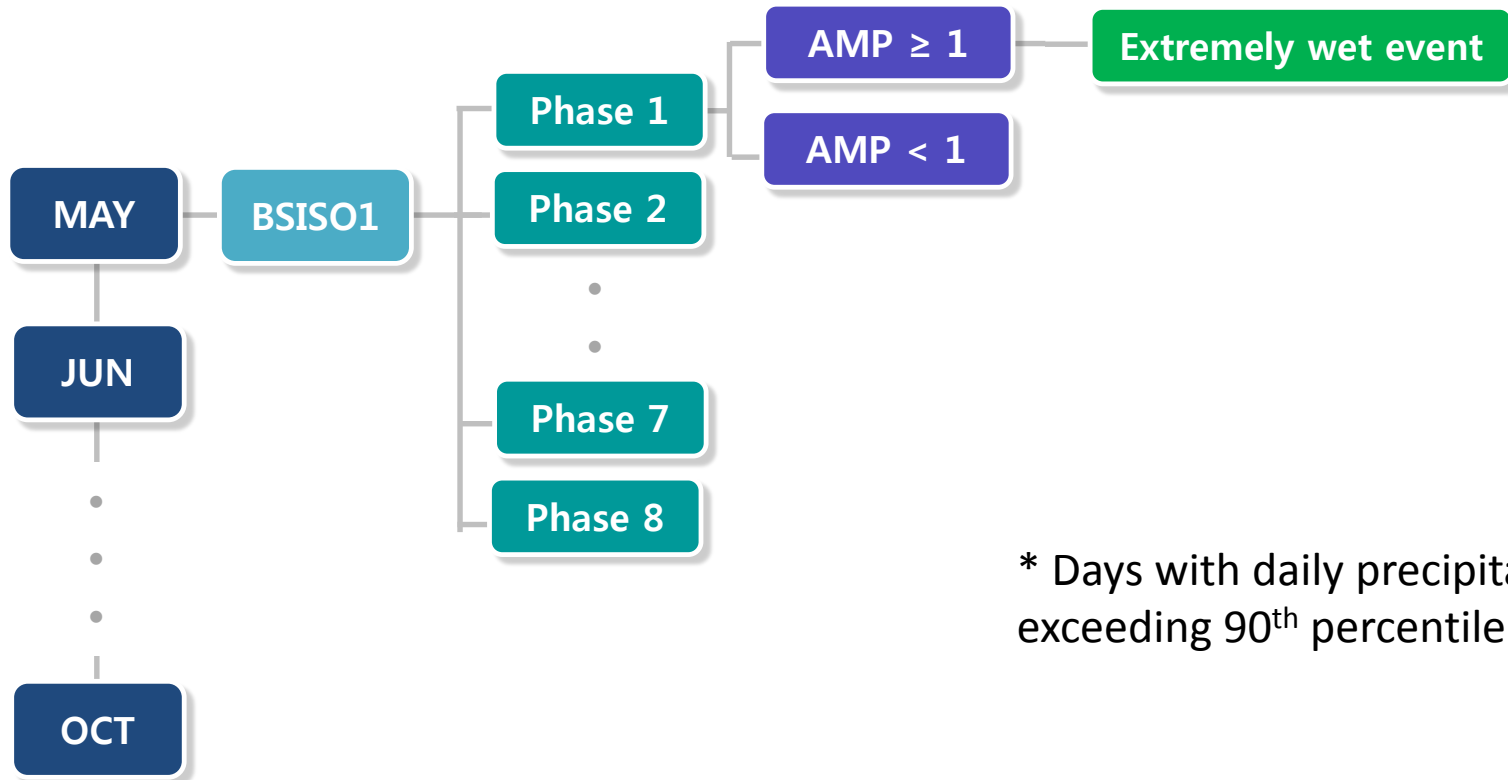 AMP ≥ 1
Extremely wet event
Phase 1
AMP < 1
MAY
BSISO1
Phase 2
JUN
Phase 7
Phase 8
* Days with daily
exceeding 90th percentile
OCT